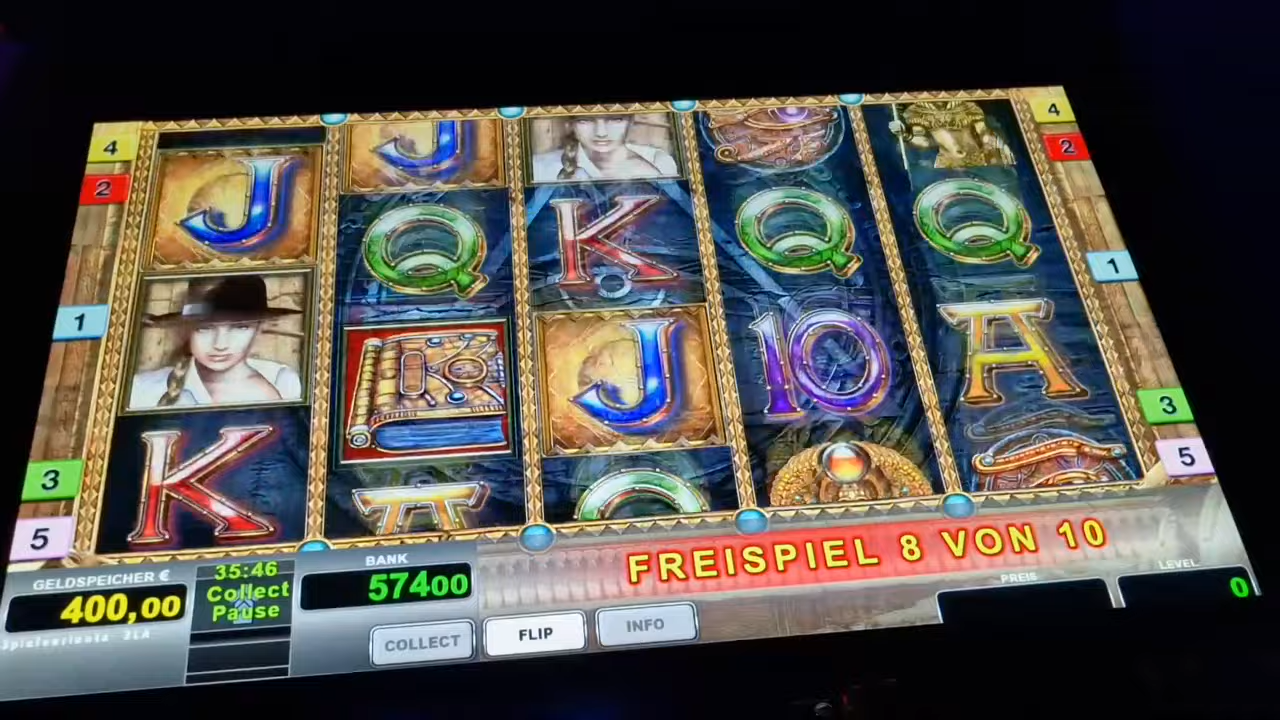 4
4
2
2
J
J
Q
K
Q
Q
1
1
J
10
A
K
3
3
5
5
A
FREISPIEL 8 VON 10
GELDSPEICHER €
400,00
35:46
Collect
Pause
BANK
57400
COLLECT
FLIP
INFO
PREIS
LEVEL
0